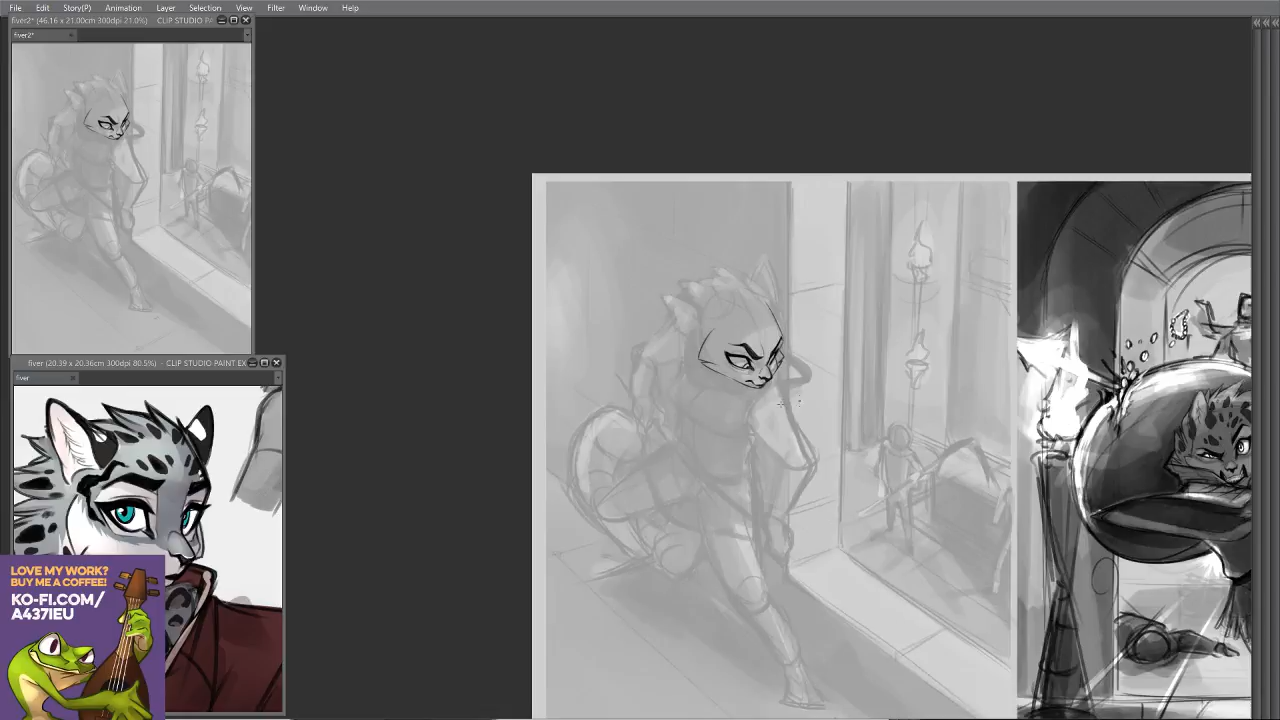 File Edit Story(P) Animation Layer Selection View Filter Window Help
fiver2* (46.16 x 21.00cm 300dpi 21.0%) - CLIP STUDIO PA
fiver2*
fiver (20.39 x 20.36cm 300dpi 80.5%) - CLIP STUDIO PAINT EX
fiver
LOVE MY WORK?
BUY ME A COFFEE!
KO-FI.COM/
A437IEU